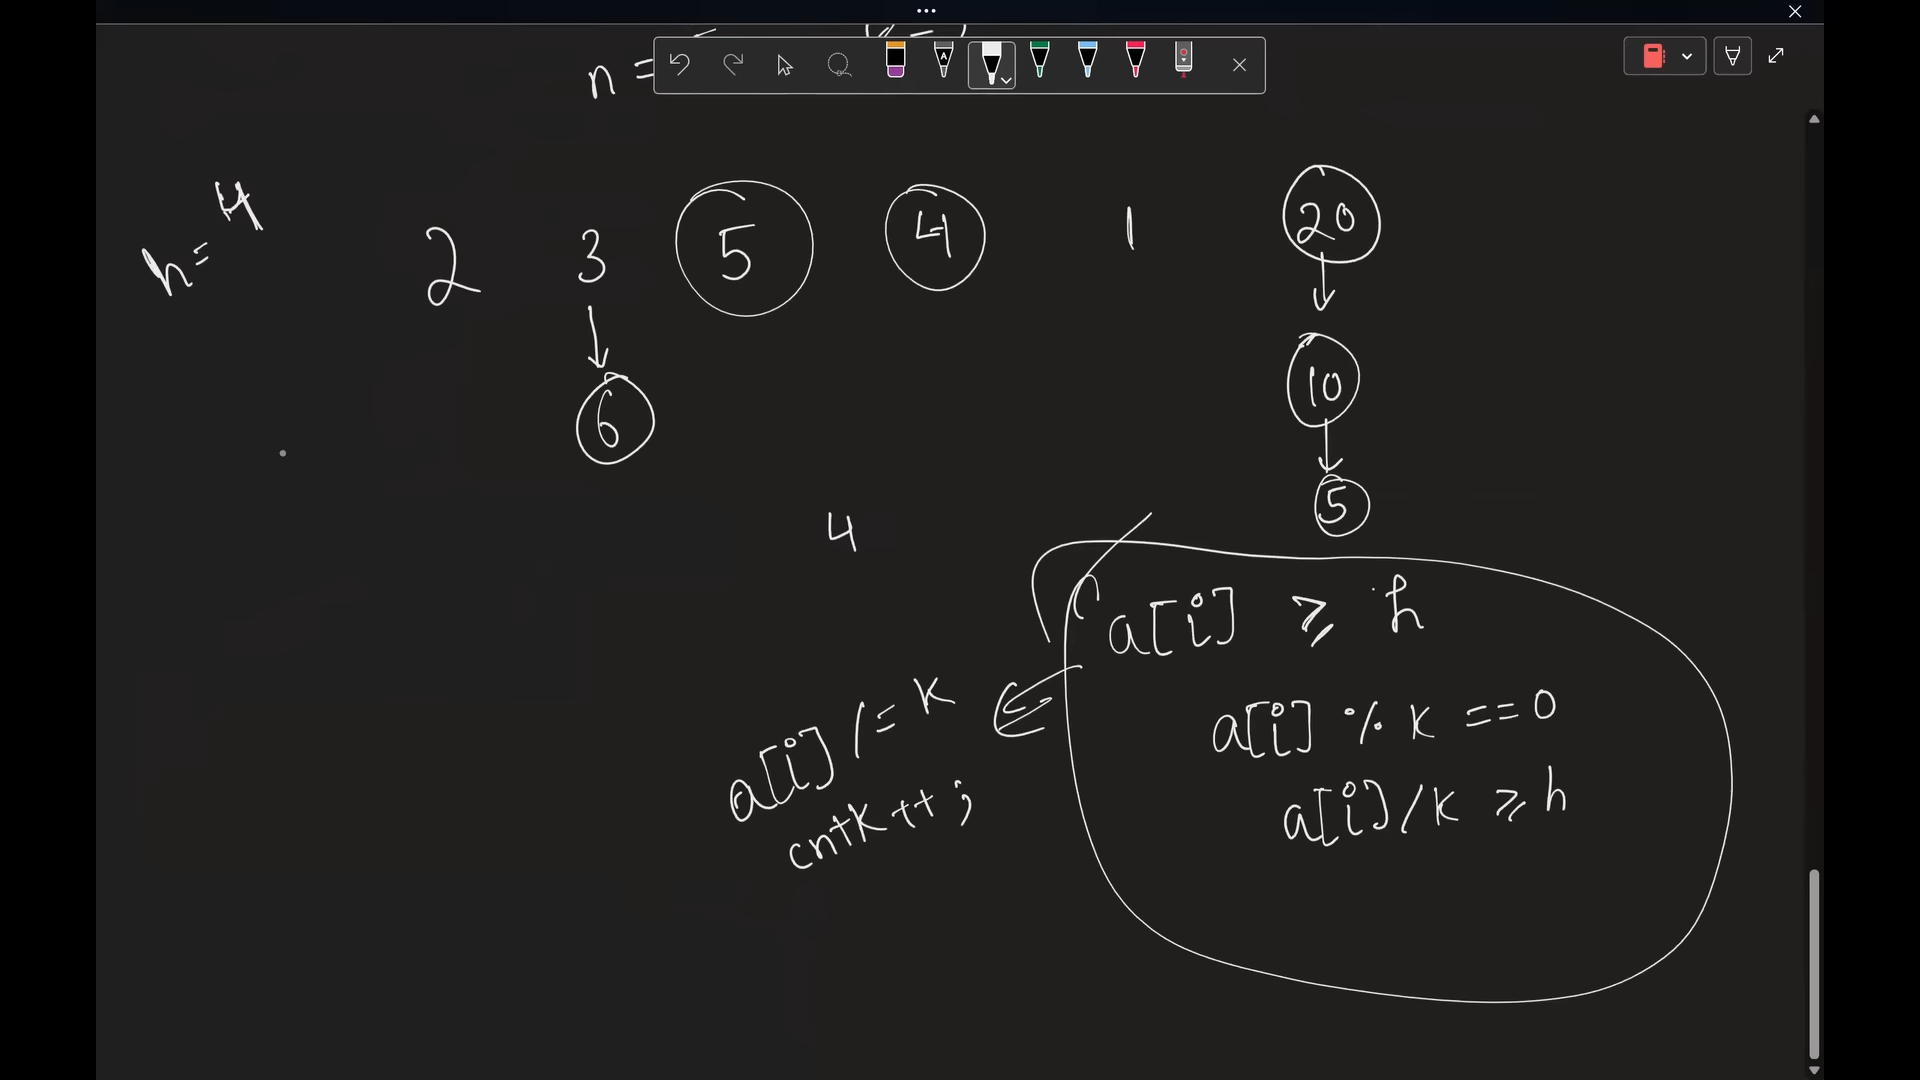 n =
h = 4
2 3 5 4 1 20
6
10
5
4
a[i] ≥ h
a[i] % K == 0
a[i]/K ≥ h
a[i] /= K
cntK++;